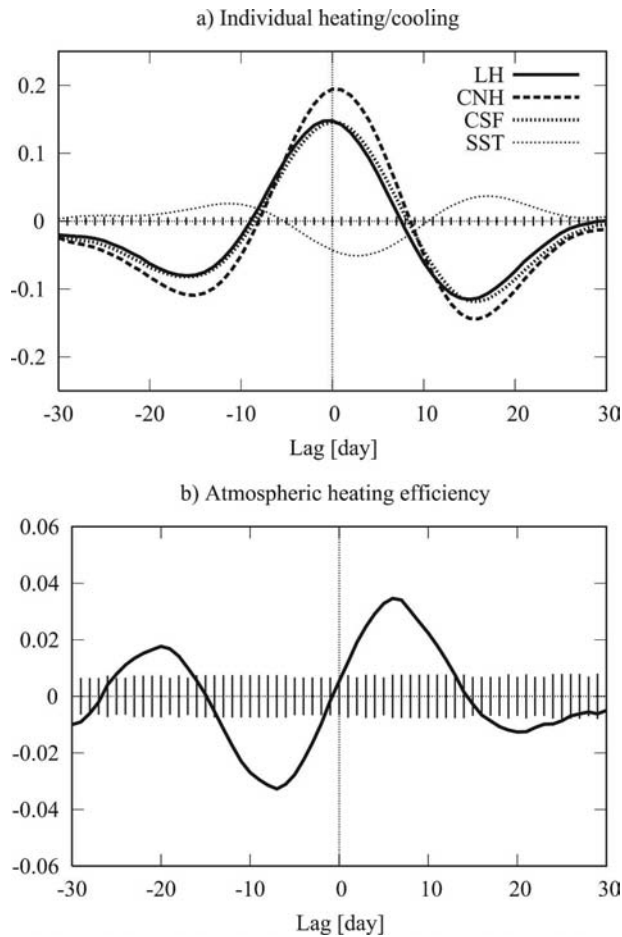 a) Individual heating/cooling
LH
CNH
CSF
SST
0.2
0.1
0
-0.1
-0.2
-30 -20 -10 0 10 20 30
Lag [day]
b) Atmospheric heating efficiency
0.06
0.04
0.02
0
-0.02
-0.04
-0.06
-30 -20 -10 0 10 20 30
Lag [day]